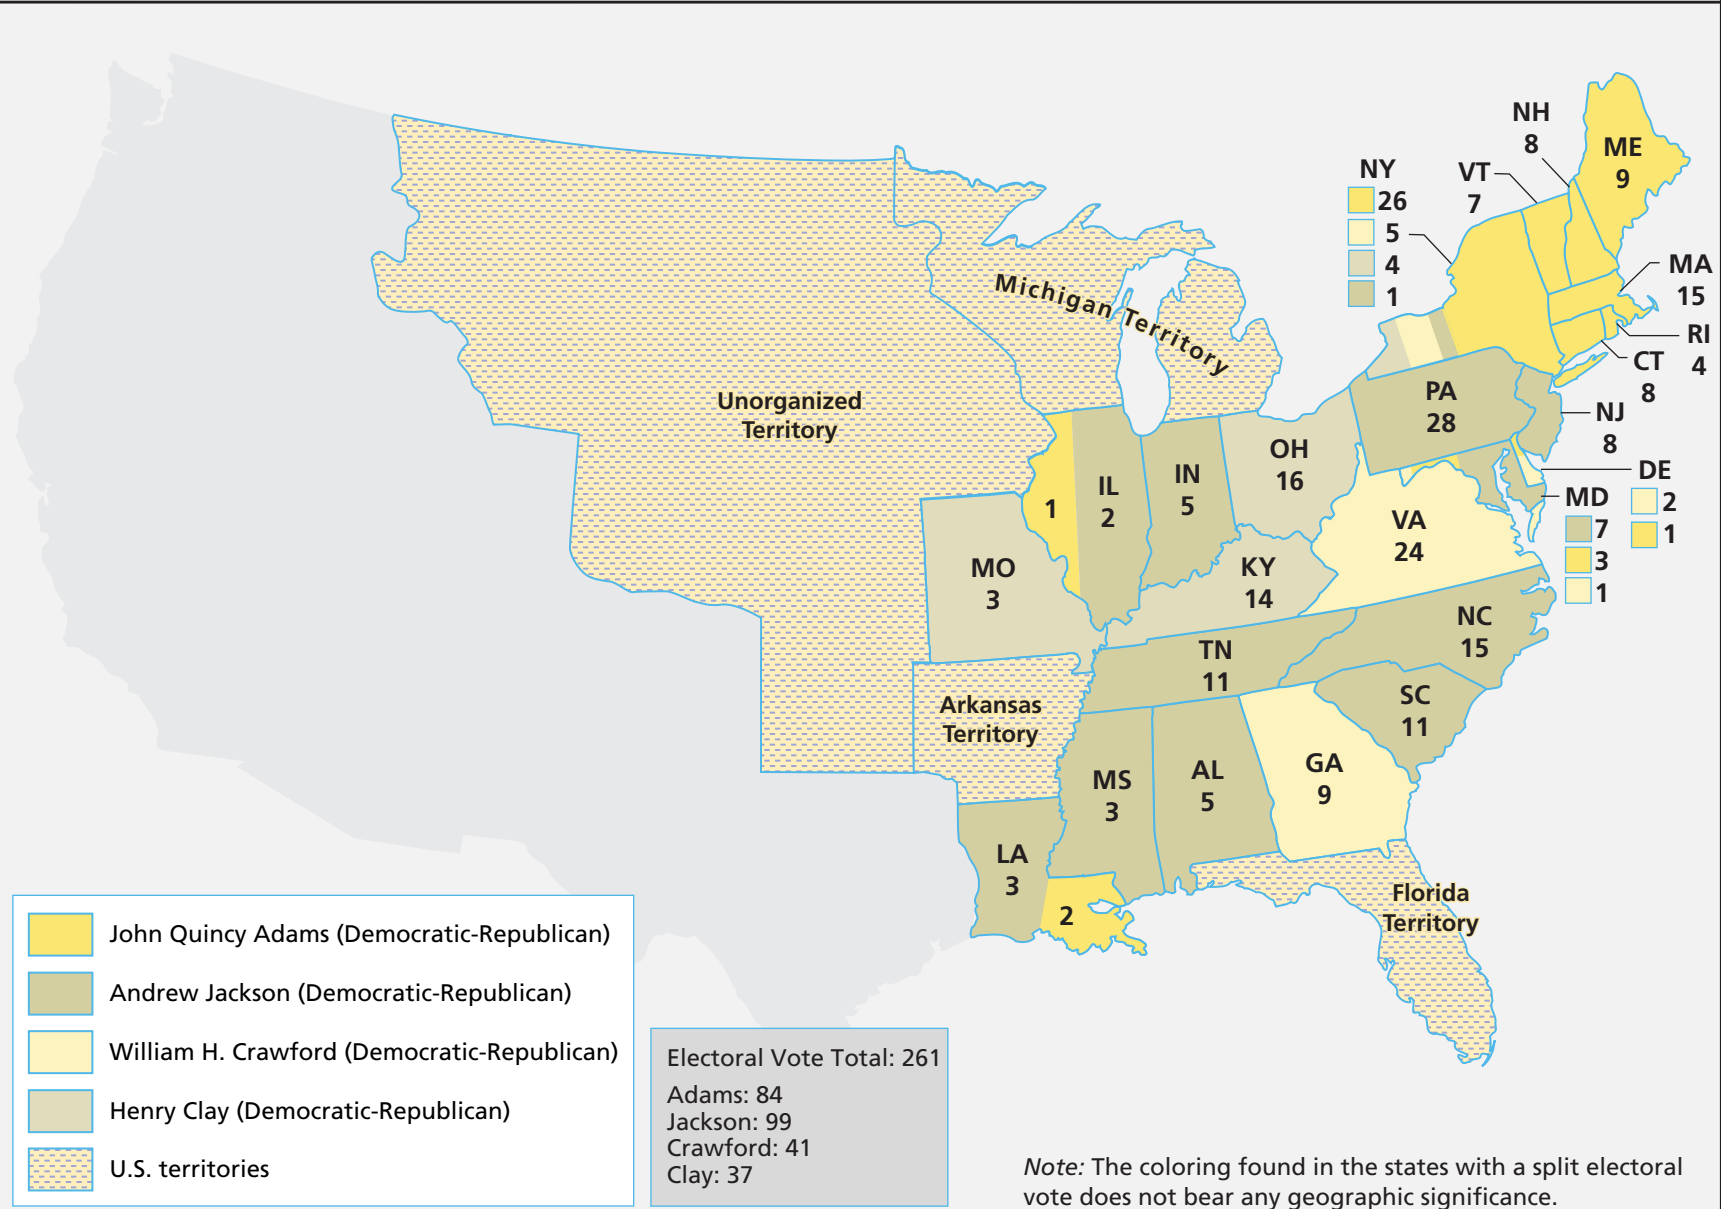 NH
8
ME
9
NY
26
5
4
1
VT
7
MA
15
RI
4
CT
8
NJ
8
PA
28
DE
2
1
MD
7
3
1
Michigan Territory
Unorganized
Territory
OH
16
IN
5
IL
2
1
MO
3
VA
24
KY
14
NC
15
TN
11
SC
11
Arkansas
Territory
GA
9
AL
5
MS
3
LA
3
2
Florida
Territory
John Quincy Adams (Democratic-Republican)
Andrew Jackson (Democratic-Republican)
William H. Crawford (Democratic-Republican)
Henry Clay (Democratic-Republican)
U.S. territories
Electoral Vote Total: 261
Adams: 84
Jackson: 99
Crawford: 41
Clay: 37
Note: The coloring found in the states with a split electoral
vote does not bear any geographic significance.